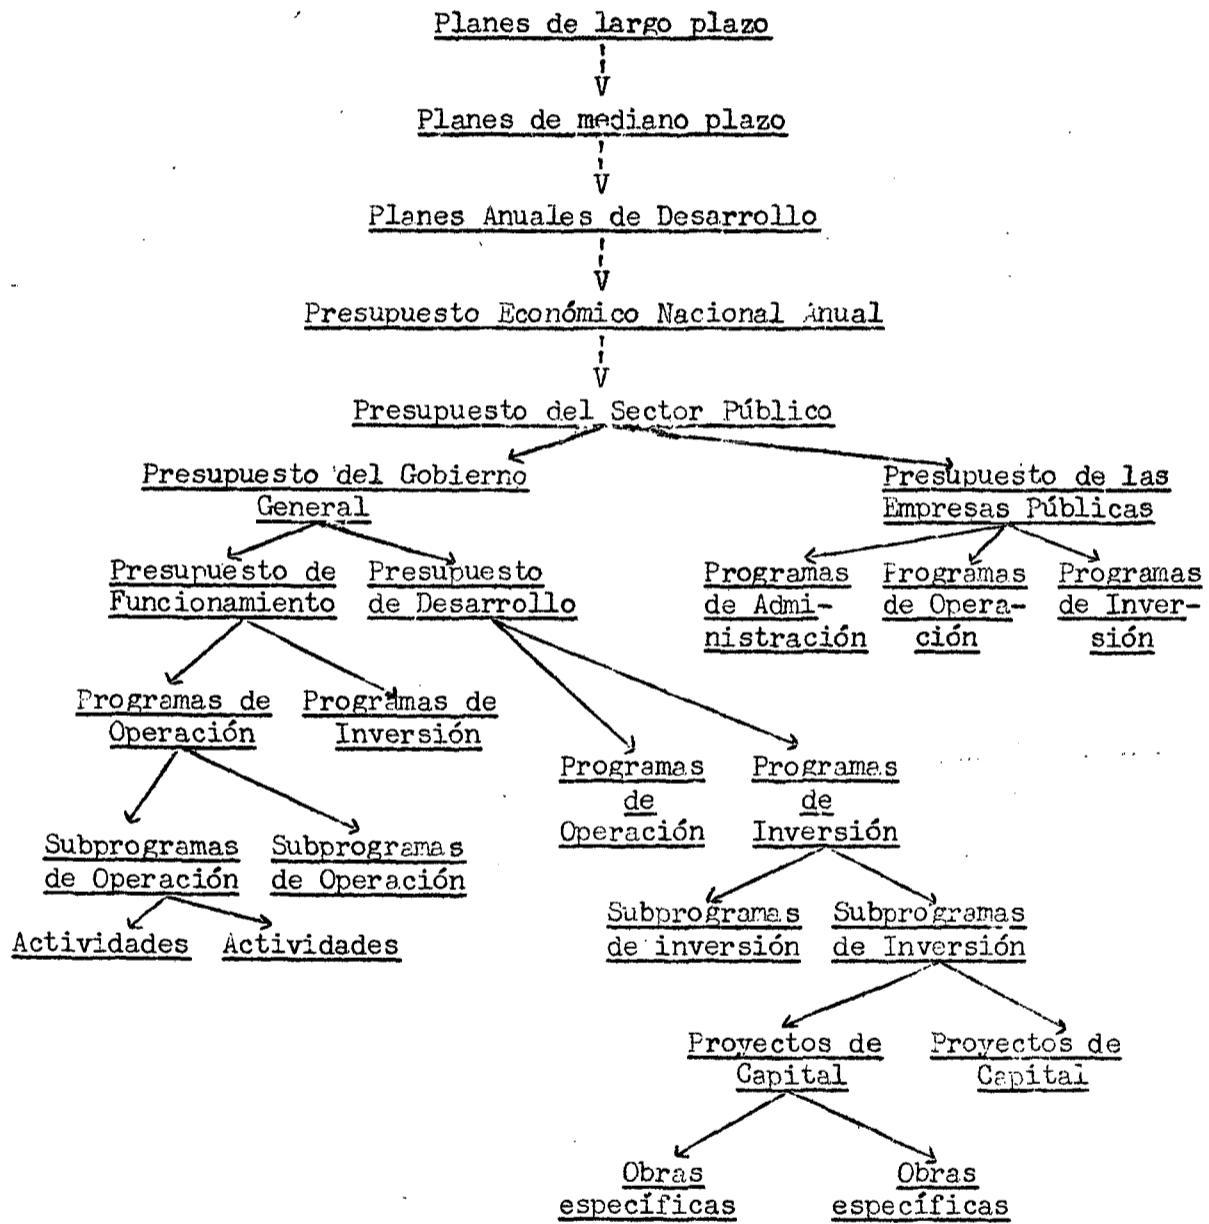 Planes de largo plazo
Planes de mediano plazo
Planes Anuales de Desarrollo
Presupuesto Económico Nacional Anual
Presupuesto del Sector Público
Presupuesto del Gobierno
General
Presupuesto de las
Empresas Públicas
Presupuesto de
Funcionamiento
Presupuesto
de Desarrollo
Programas
de Admi-
nistración
Programas
de Opera-
ción
Programas
de Inver-
sión
Programas de
Operación
Programas de
Inversión
Programas
de
Operación
Programas
de
Inversión
Subprogramas
de Operación
Subprogramas
de Operación
Actividades
Actividades
Subprogramas
de inversión
Subprogramas
de Inversión
Proyectos de
Capital
Proyectos de
Capital
Obras
específicas
Obras
específicas